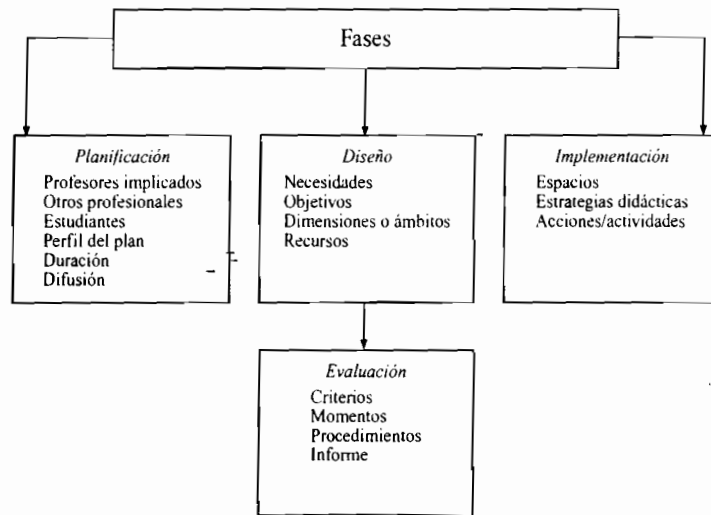 Fases
Planificación
Profesores implicados
Otros profesionales
Estudiantes
Perfil del plan
Duración
Difusión
Diseño
Necesidades
Objetivos
Dimensiones o ámbitos
Recursos
Implementación
Espacios
Estrategias didácticas
Acciones/actividades
Evaluación
Criterios
Momentos
Procedimientos
Informe